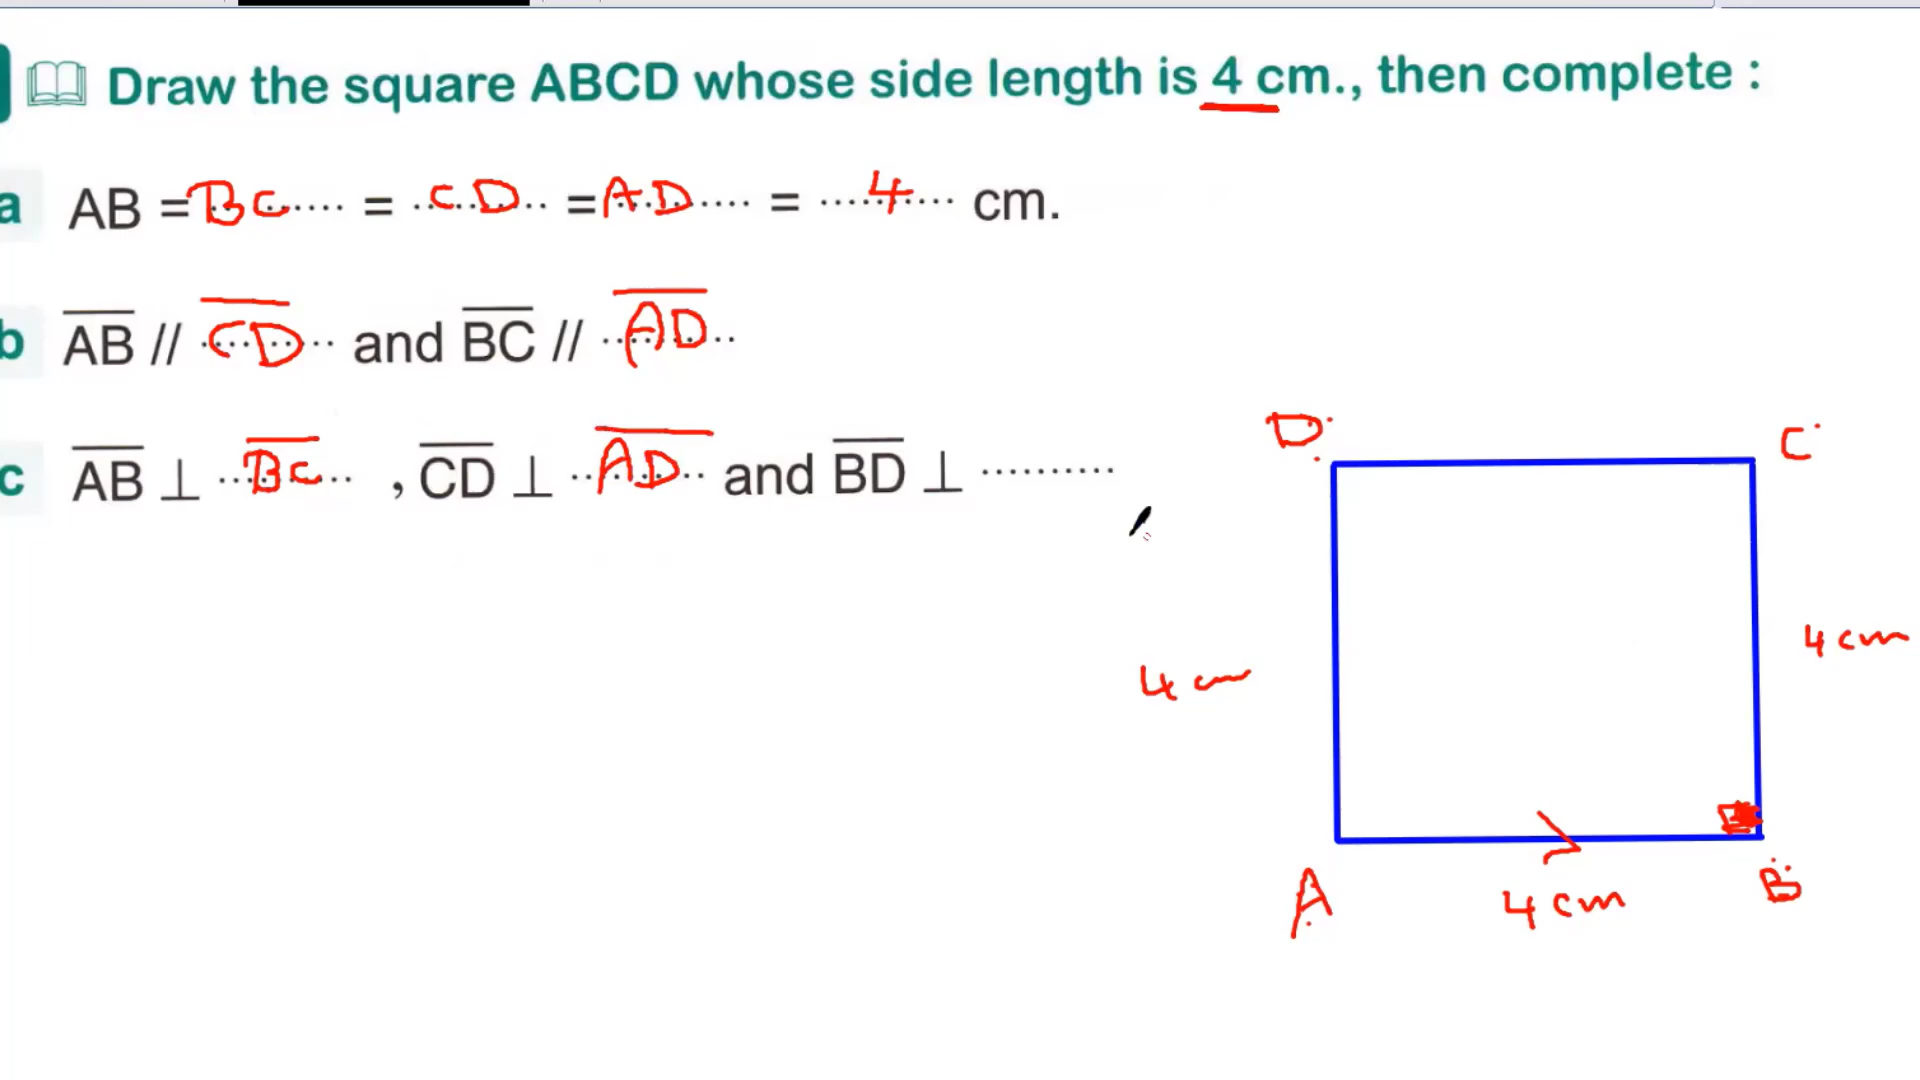 Draw the square ABCD whose side length is 4 cm., then complete :
a AB = BC = CD = AD = 4 cm.
b AB // CD and BC // AD
c AB ⊥ BC , CD ⊥ AD and BD ⊥ ..........
D C
4 cm 4 cm
A 4 cm B